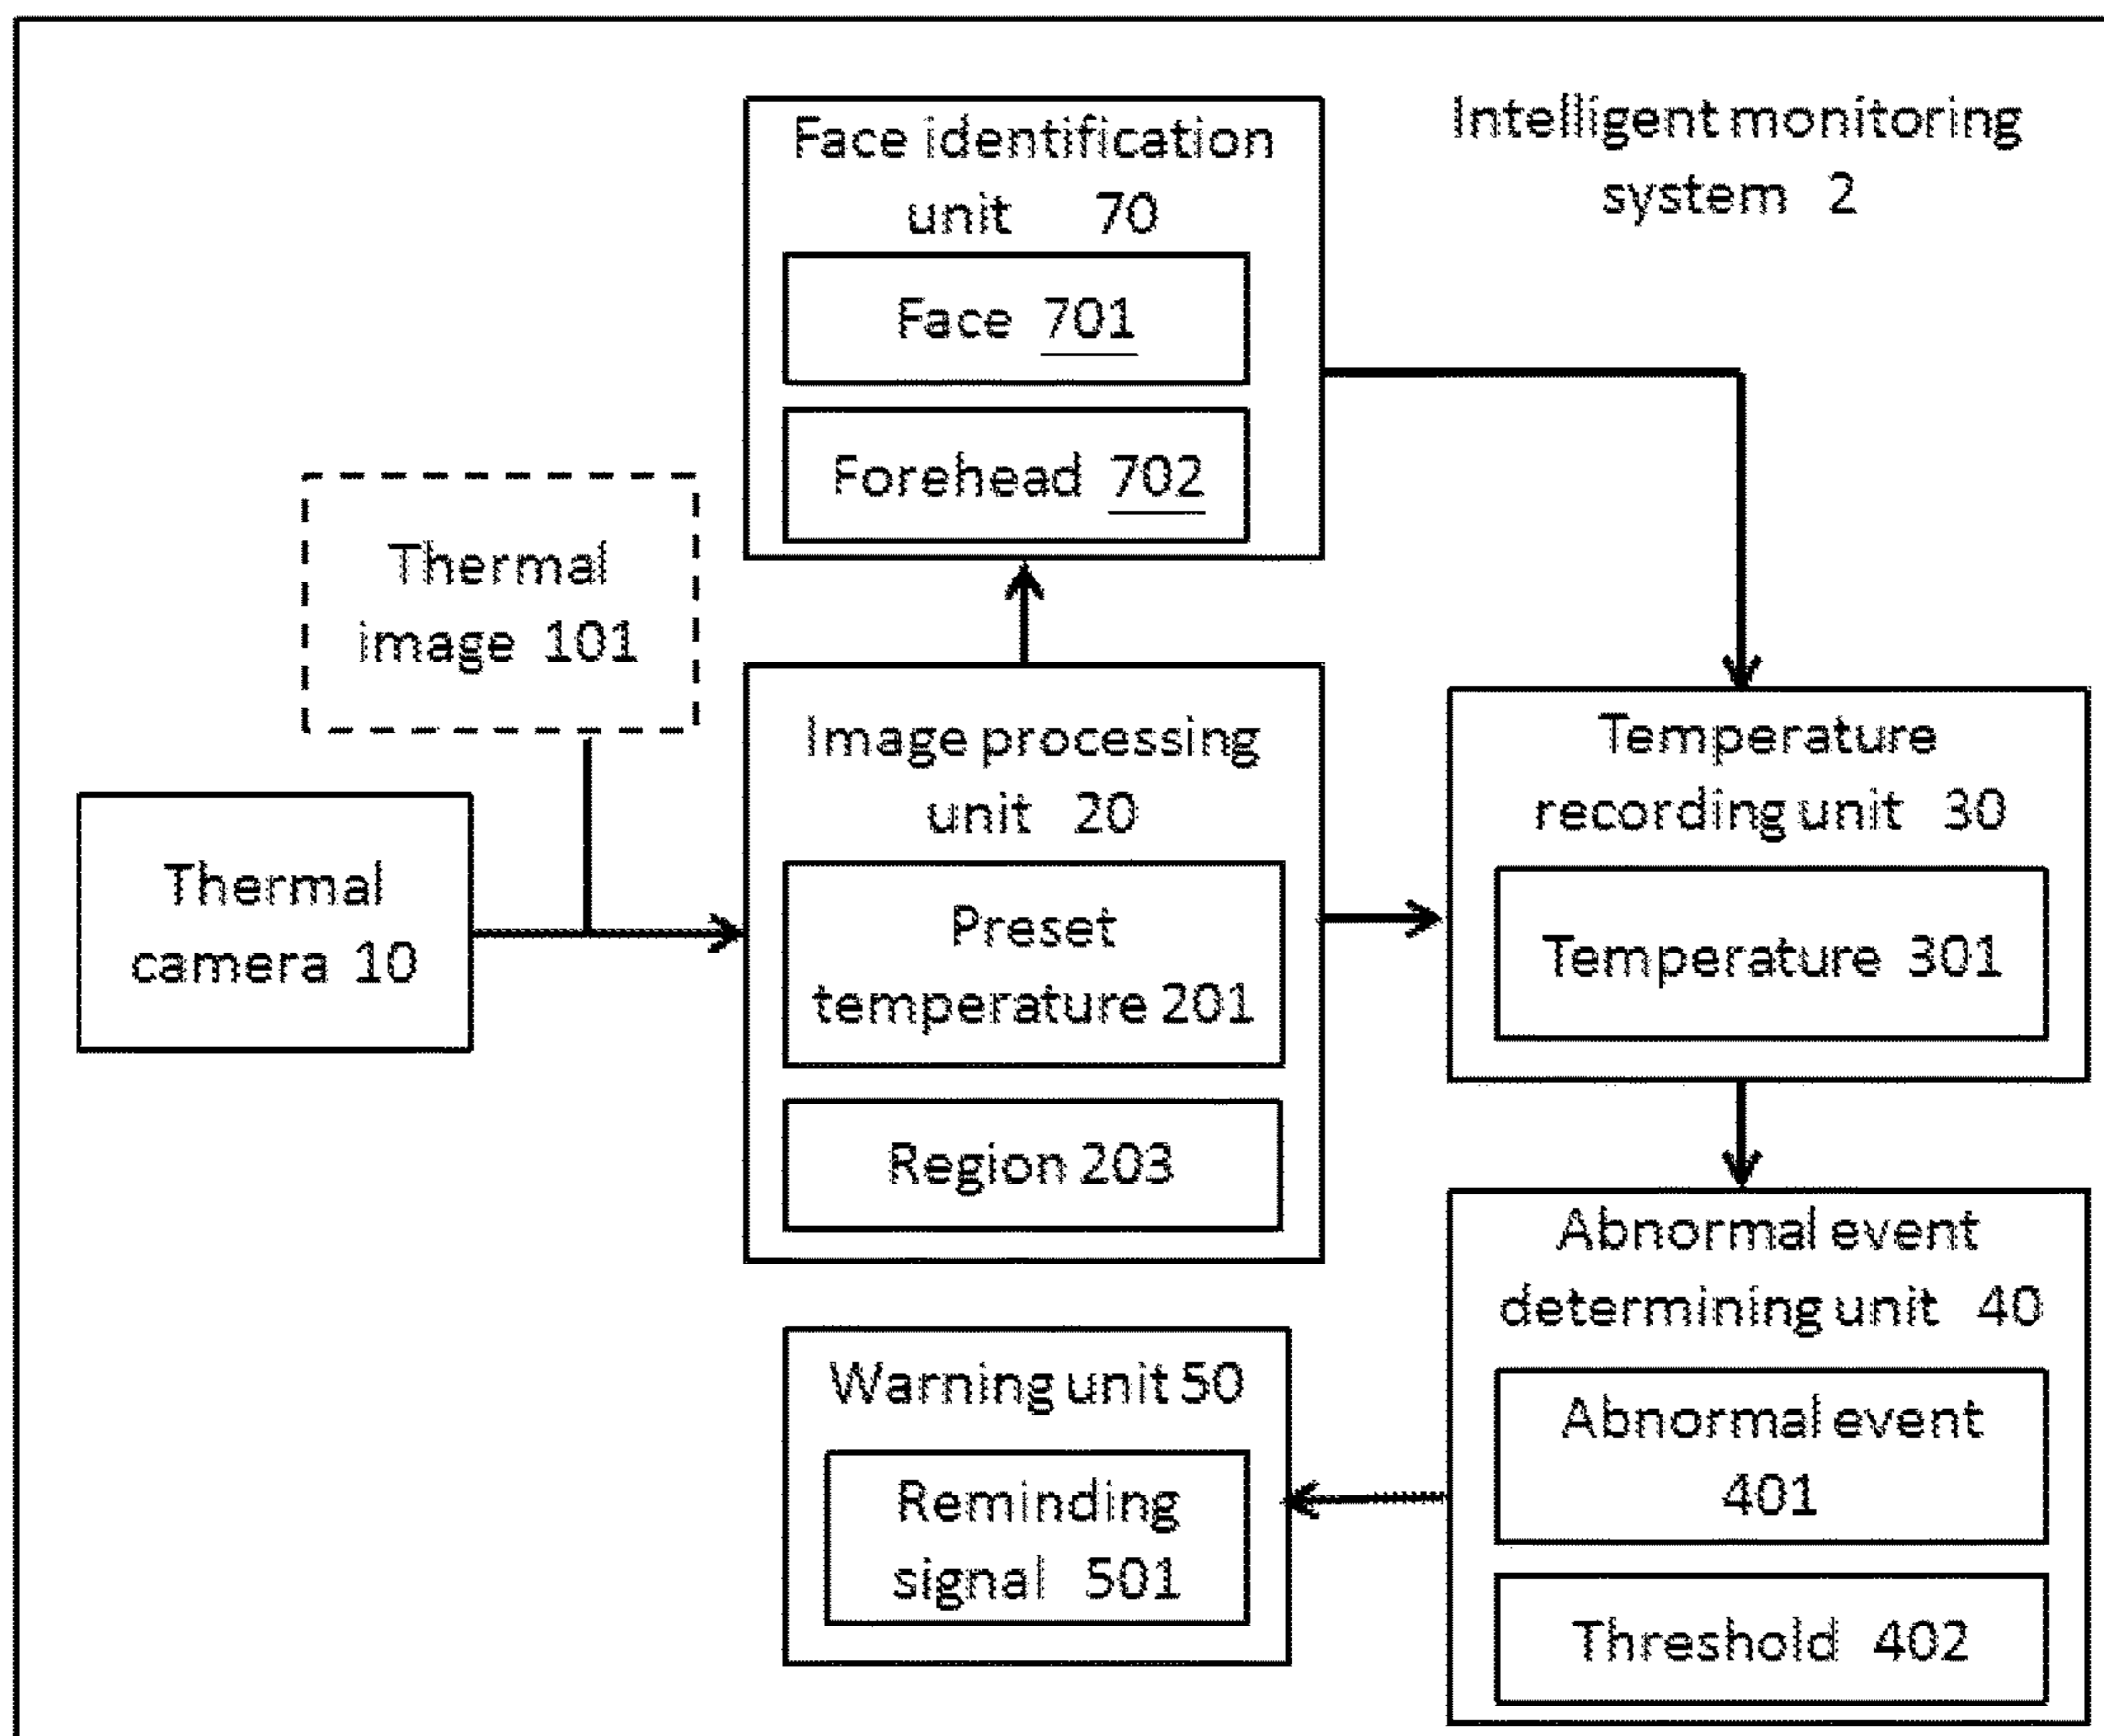 Intelligent monitoring
system 2
Face identification
unit 70
Face 701
Forehead 702
Thermal
image 101
Thermal
camera 10
Image processing
unit 20
Preset
temperature 201
Region 203
Temperature
recording unit 30
Temperature 301
Abnormal event
determining unit 40
Abnormal event
401
Threshold 402
Warning unit 50
Reminding
signal 501